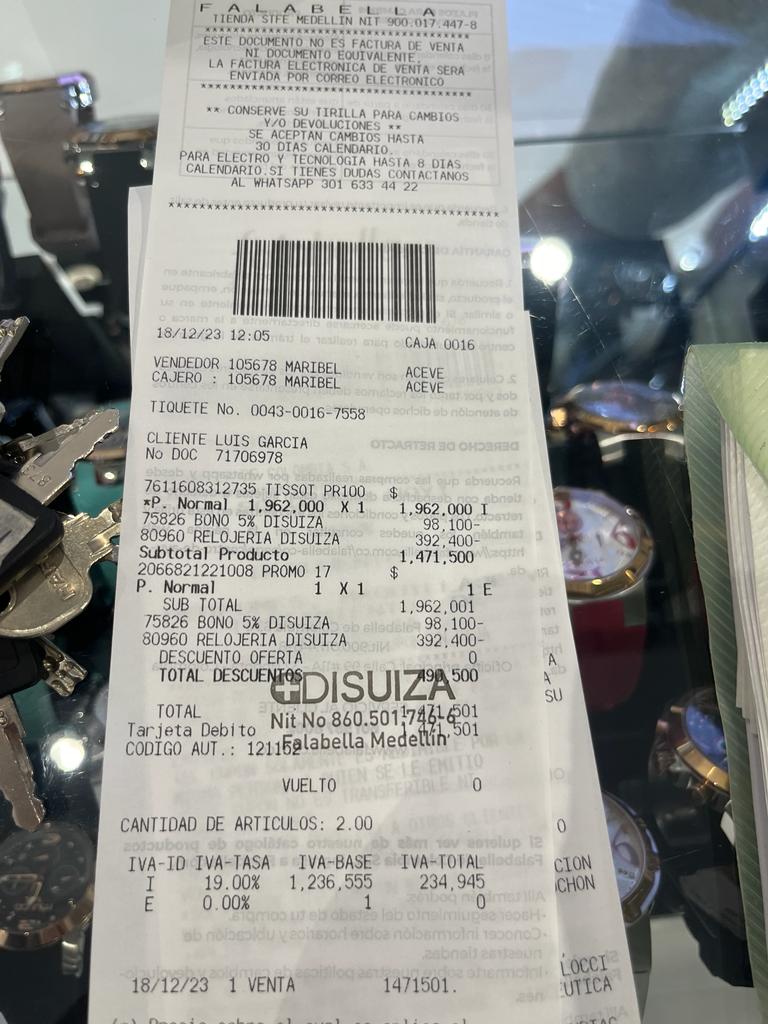 FALABELLA
TIENDA STFE MEDELLIN NIT 900.017.447-8
****************************************
ESTE DOCUMENTO NO ES FACTURA DE VENTA
NI DOCUMENTO EQUIVALENTE,
LA FACTURA ELECTRONICA DE VENTA SERA
ENVIADA POR CORREO ELECTRONICO
****************************************
** CONSERVE SU TIRILLA PARA CAMBIOS
Y/O DEVOLUCIONES **
SE ACEPTAN CAMBIOS HASTA
30 DIAS CALENDARIO.
PARA ELECTRO Y TECNOLOGIA HASTA 8 DIAS
CALENDARIO.SI TIENES DUDAS CONTACTANOS
AL WHATSAPP 301 633 44 22
****************************************
18/12/23 12:05 CAJA 0016
VENDEDOR 105678 MARIBEL ACEVE
CAJERO : 105678 MARIBEL ACEVE
TIQUETE No. 0043-0016-7558
CLIENTE LUIS GARCIA
No DOC 71706978
7611608312735 TISSOT PR100 $
*P. Normal 1,962,000 X 1 1,962,000 I
75826 BONO 5% DISUIZA 98,100-
80960 RELOJERIA DISUIZA 392,400-
Subtotal Producto 1,471,500
2066821221008 PROMO 17 $
P. Normal 1 X 1 1 E
SUB TOTAL 1,962,001
75826 BONO 5% DISUIZA 98,100-
80960 RELOJERIA DISUIZA 392,400-
DESCUENTO OFERTA 0
TOTAL DESCUENTOS 490,500
DISUIZA
TOTAL 471,501
Nit No 860.501.746-6
Tarjeta Debito 501
Falabella Medellin
CODIGO AUT.: 121152
VUELTO 0
CANTIDAD DE ARTICULOS: 2.00
IVA-ID IVA-TASA IVA-BASE IVA-TOTAL
I 19.00% 1,236,555 234,945
E 0.00% 1 0
18/12/23 1 VENTA 1471501.
A
A
SU
0
CION
CHON
LOCCI
EUTICA